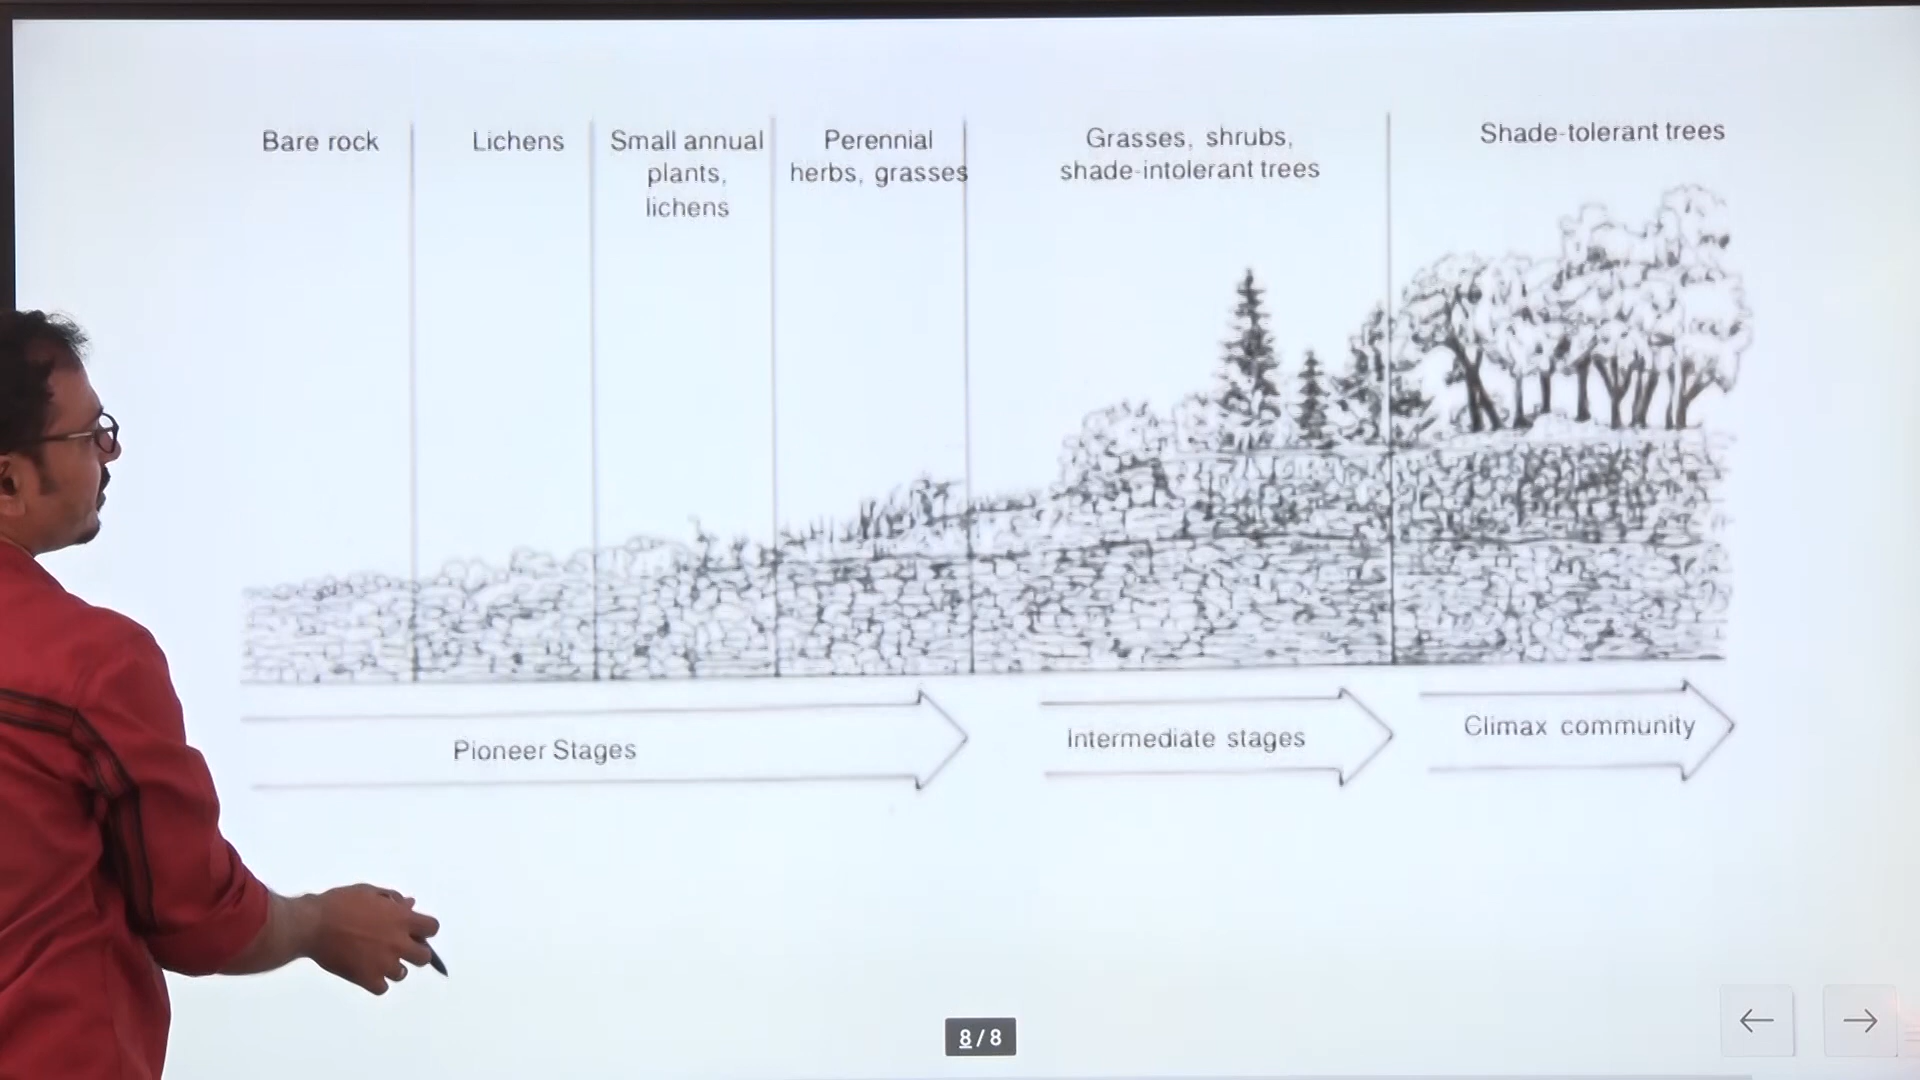 Bare rock
Lichens
Small annual
plants,
lichens
Perennial
herbs, grasses
Grasses, shrubs,
shade-intolerant trees
Shade-tolerant trees
Pioneer Stages
Intermediate stages
Climax community
8/8